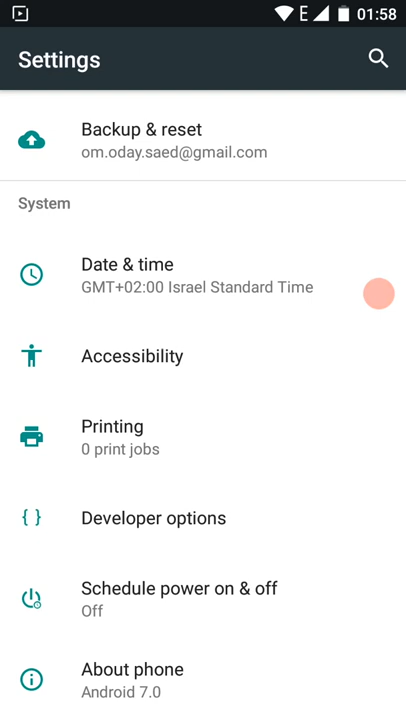 E 01:58
Settings
Backup & reset
om.oday.saed@gmail.com
System
Date & time
GMT+02:00 Israel Standard Time
Accessibility
Printing
0 print jobs
{ } Developer options
Schedule power on & off
Off
About phone
Android 7.0